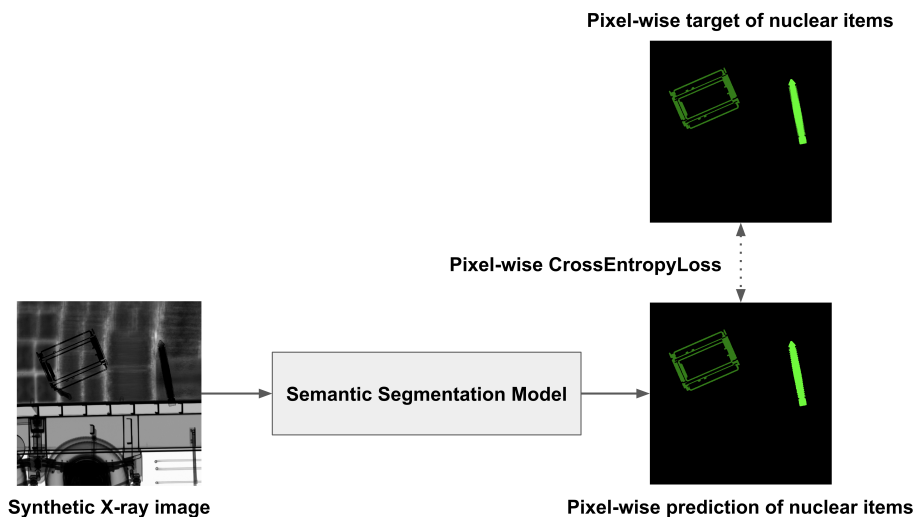 Pixel-wise target of nuclear items
Pixel-wise CrossEntropyLoss
Semantic Segmentation Model
Synthetic X-ray image
Pixel-wise prediction of nuclear items